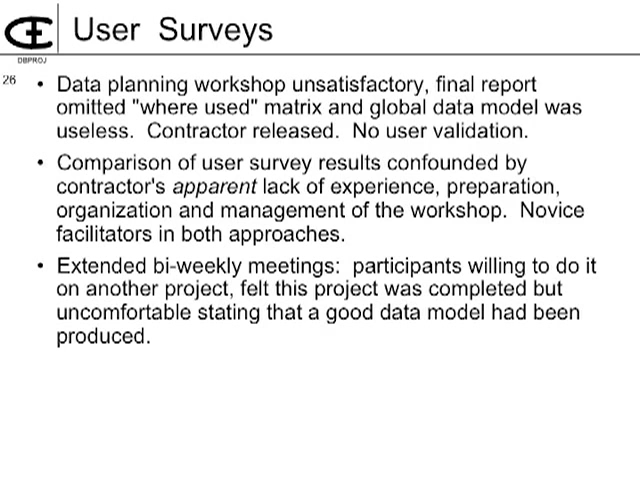 User Surveys
DBPROJ
26
• Data planning workshop unsatisfactory, final report
omitted "where used" matrix and global data model was
useless. Contractor released. No user validation.
• Comparison of user survey results confounded by
contractor's apparent lack of experience, preparation,
organization and management of the workshop. Novice
facilitators in both approaches.
• Extended bi-weekly meetings: participants willing to do it
on another project, felt this project was completed but
uncomfortable stating that a good data model had been
produced.